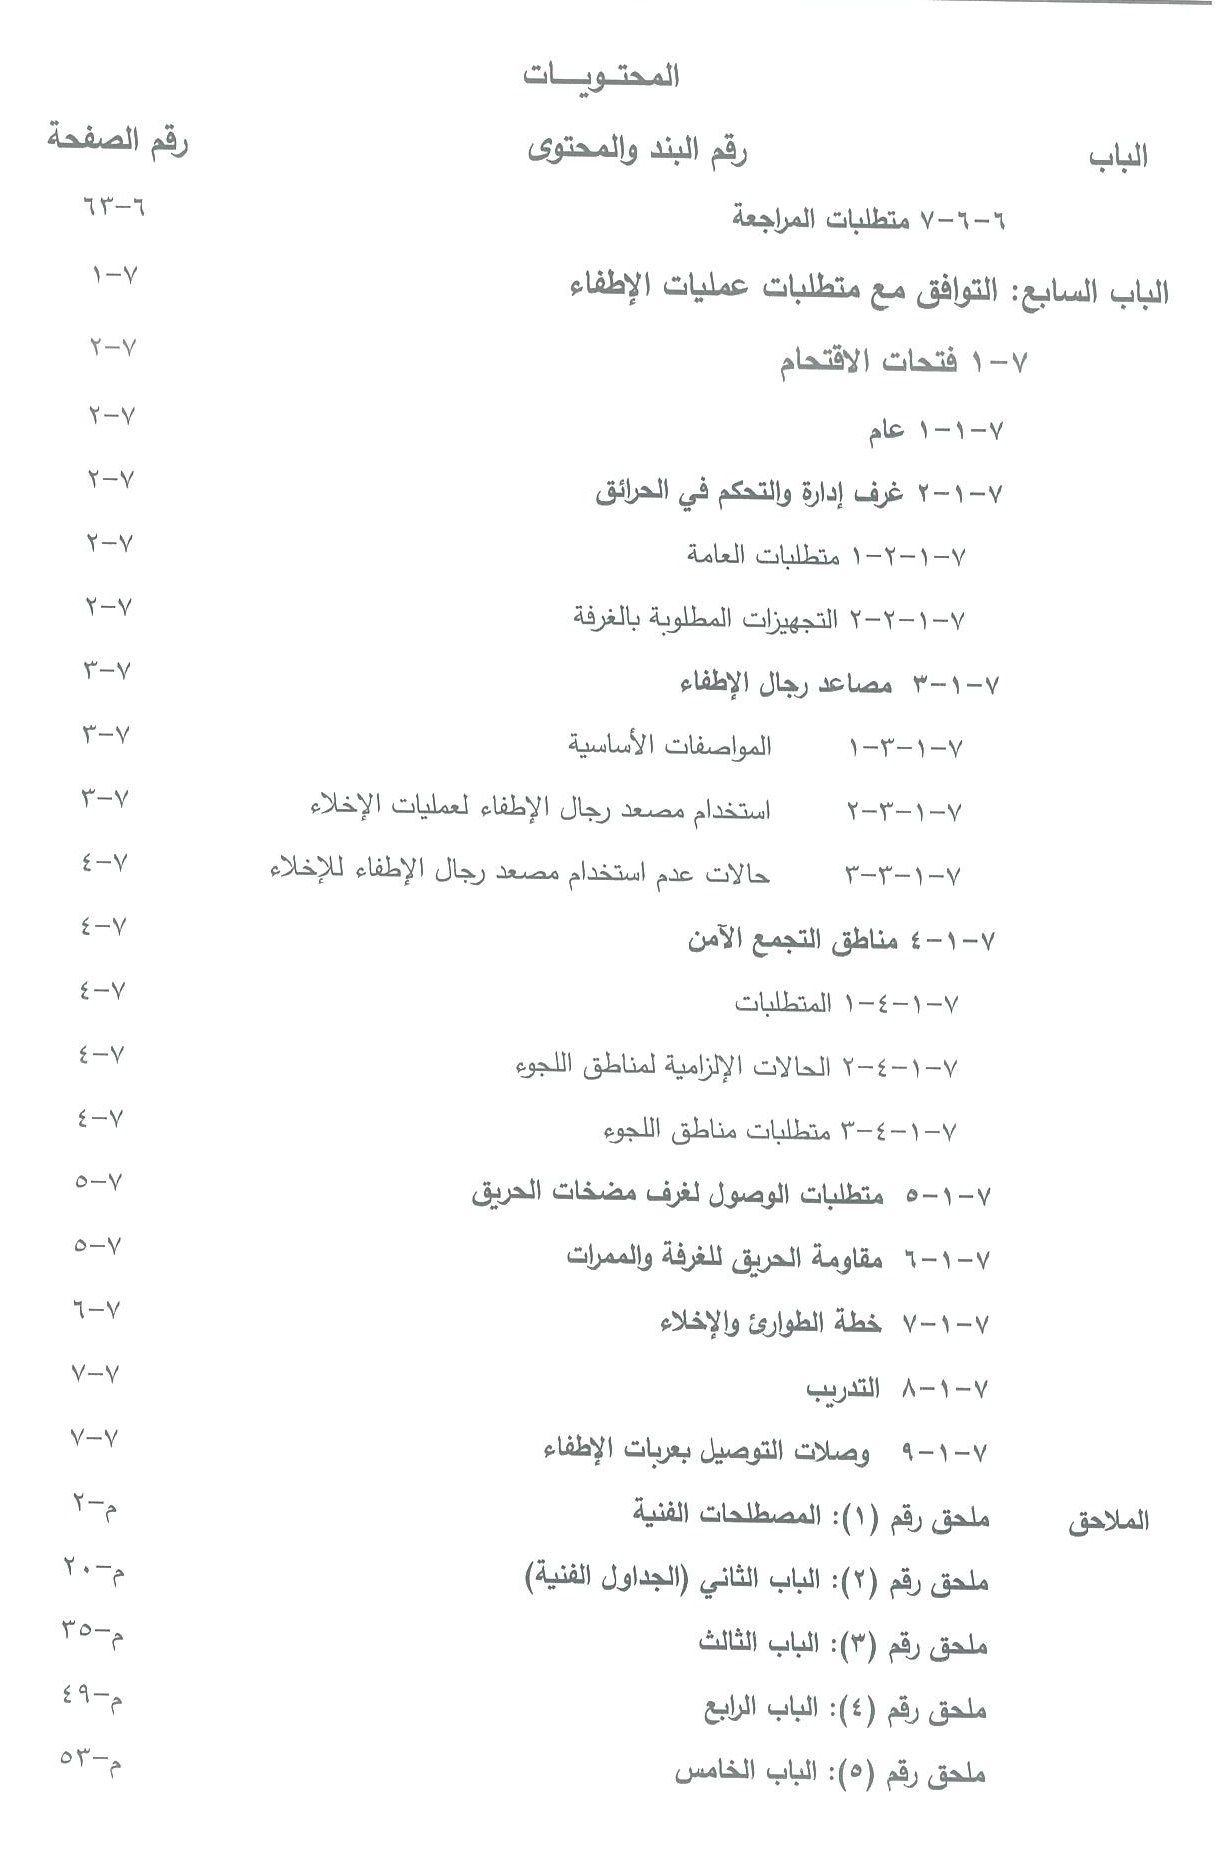 المحتويات
الباب رقم البند والمحتوى رقم الصفحة
٦-٦-٧ متطلبات المراجعة ٦-٦٣
الباب السابع: التوافق مع متطلبات عمليات الإطفاء ٧-١
٧-١ فتحات الاقتحام ٧-٢
٧-١-١ عام ٧-٢
٧-١-٢ غرف إدارة والتحكم في الحرائق ٧-٢
٧-١-٢-١ متطلبات العامة ٧-٢
٧-١-٢-٢ التجهيزات المطلوبة بالغرفة ٧-٢
٧-١-٣ مصاعد رجال الإطفاء ٧-٣
٧-١-٣-١ المواصفات الأساسية ٧-٣
٧-١-٣-٢ استخدام مصعد رجال الإطفاء لعمليات الإخلاء ٧-٣
٧-١-٣-٣ حالات عدم استخدام مصعد رجال الإطفاء للإخلاء ٧-٤
٧-١-٤ مناطق التجمع الآمن ٧-٤
٧-١-٤-١ المتطلبات ٧-٤
٧-١-٤-٢ الحالات الإلزامية لمناطق اللجوء ٧-٤
٧-١-٤-٣ متطلبات مناطق اللجوء ٧-٤
٧-١-٥ متطلبات الوصول لغرف مضخات الحريق ٧-٥
٧-١-٦ مقاومة الحريق للغرفة والممرات ٧-٥
٧-١-٧ خطة الطوارئ والإخلاء ٧-٦
٧-١-٨ التدريب ٧-٧
٧-١-٩ وصلات التوصيل بعربات الإطفاء ٧-٧
الملاحق ملحق رقم (١): المصطلحات الفنية م-٢
ملحق رقم (٢): الباب الثاني (الجداول الفنية) م-٢٠
ملحق رقم (٣): الباب الثالث م-٣٥
ملحق رقم (٤): الباب الرابع م-٤٩
ملحق رقم (٥): الباب الخامس م-٥٣